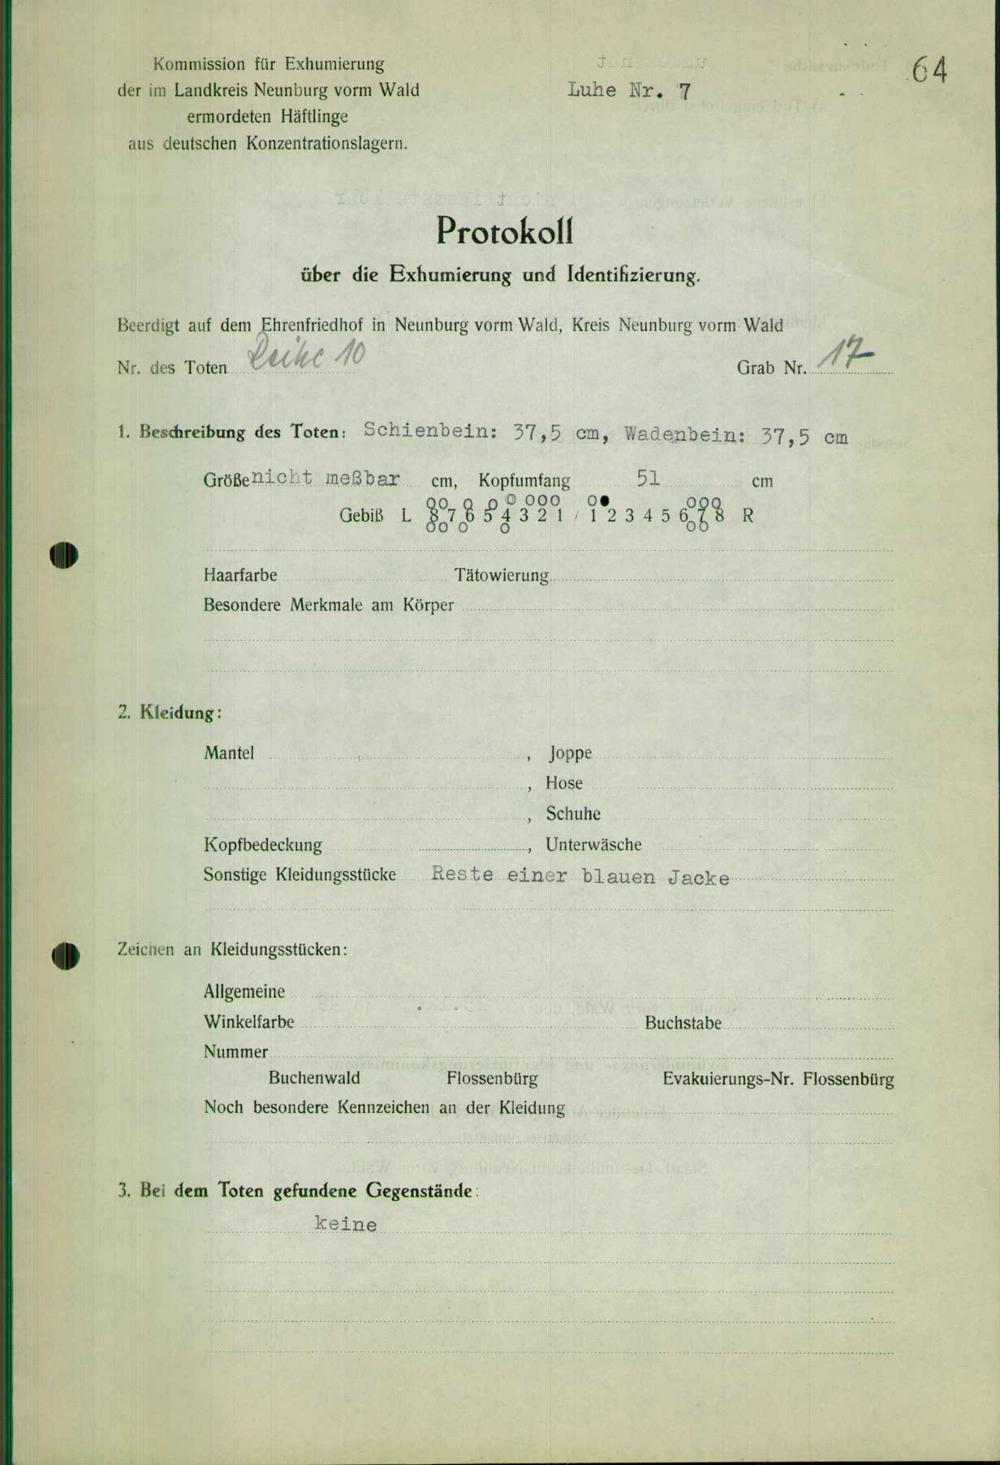 64
Kommission für Exhumierung
der im Landkreis Neunburg vorm Wald
ermordeten Häftlinge
aus deutschen Konzentrationslagern.
Luhe Nr. 7
Protokoll
über die Exhumierung und Identifizierung.
Beerdigt auf dem Ehrenfriedhof in Neunburg vorm Wald, Kreis Neunburg vorm Wald
Nr. des Toten Reihe 10 Grab Nr. 17
1. Beschreibung des Toten: Schienbein: 37,5 cm, Wadenbein: 37,5 cm
Größe nicht meßbar cm, Kopfumfang 51 cm
Gebiß L 8 7 6 5 4 3 2 1 / 1 2 3 4 5 6 7 8 R
Haarfarbe Tätowierung
Besondere Merkmale am Körper
2. Kleidung:
Mantel , Joppe
, Hose
, Schuhe
Kopfbedeckung , Unterwäsche
Sonstige Kleidungsstücke Reste einer blauen Jacke
Zeichen an Kleidungsstücken:
Allgemeine
Winkelfarbe Buchstabe
Nummer
Buchenwald Flossenbürg Evakuierungs-Nr. Flossenbürg
Noch besondere Kennzeichen an der Kleidung
3. Bei dem Toten gefundene Gegenstände:
keine